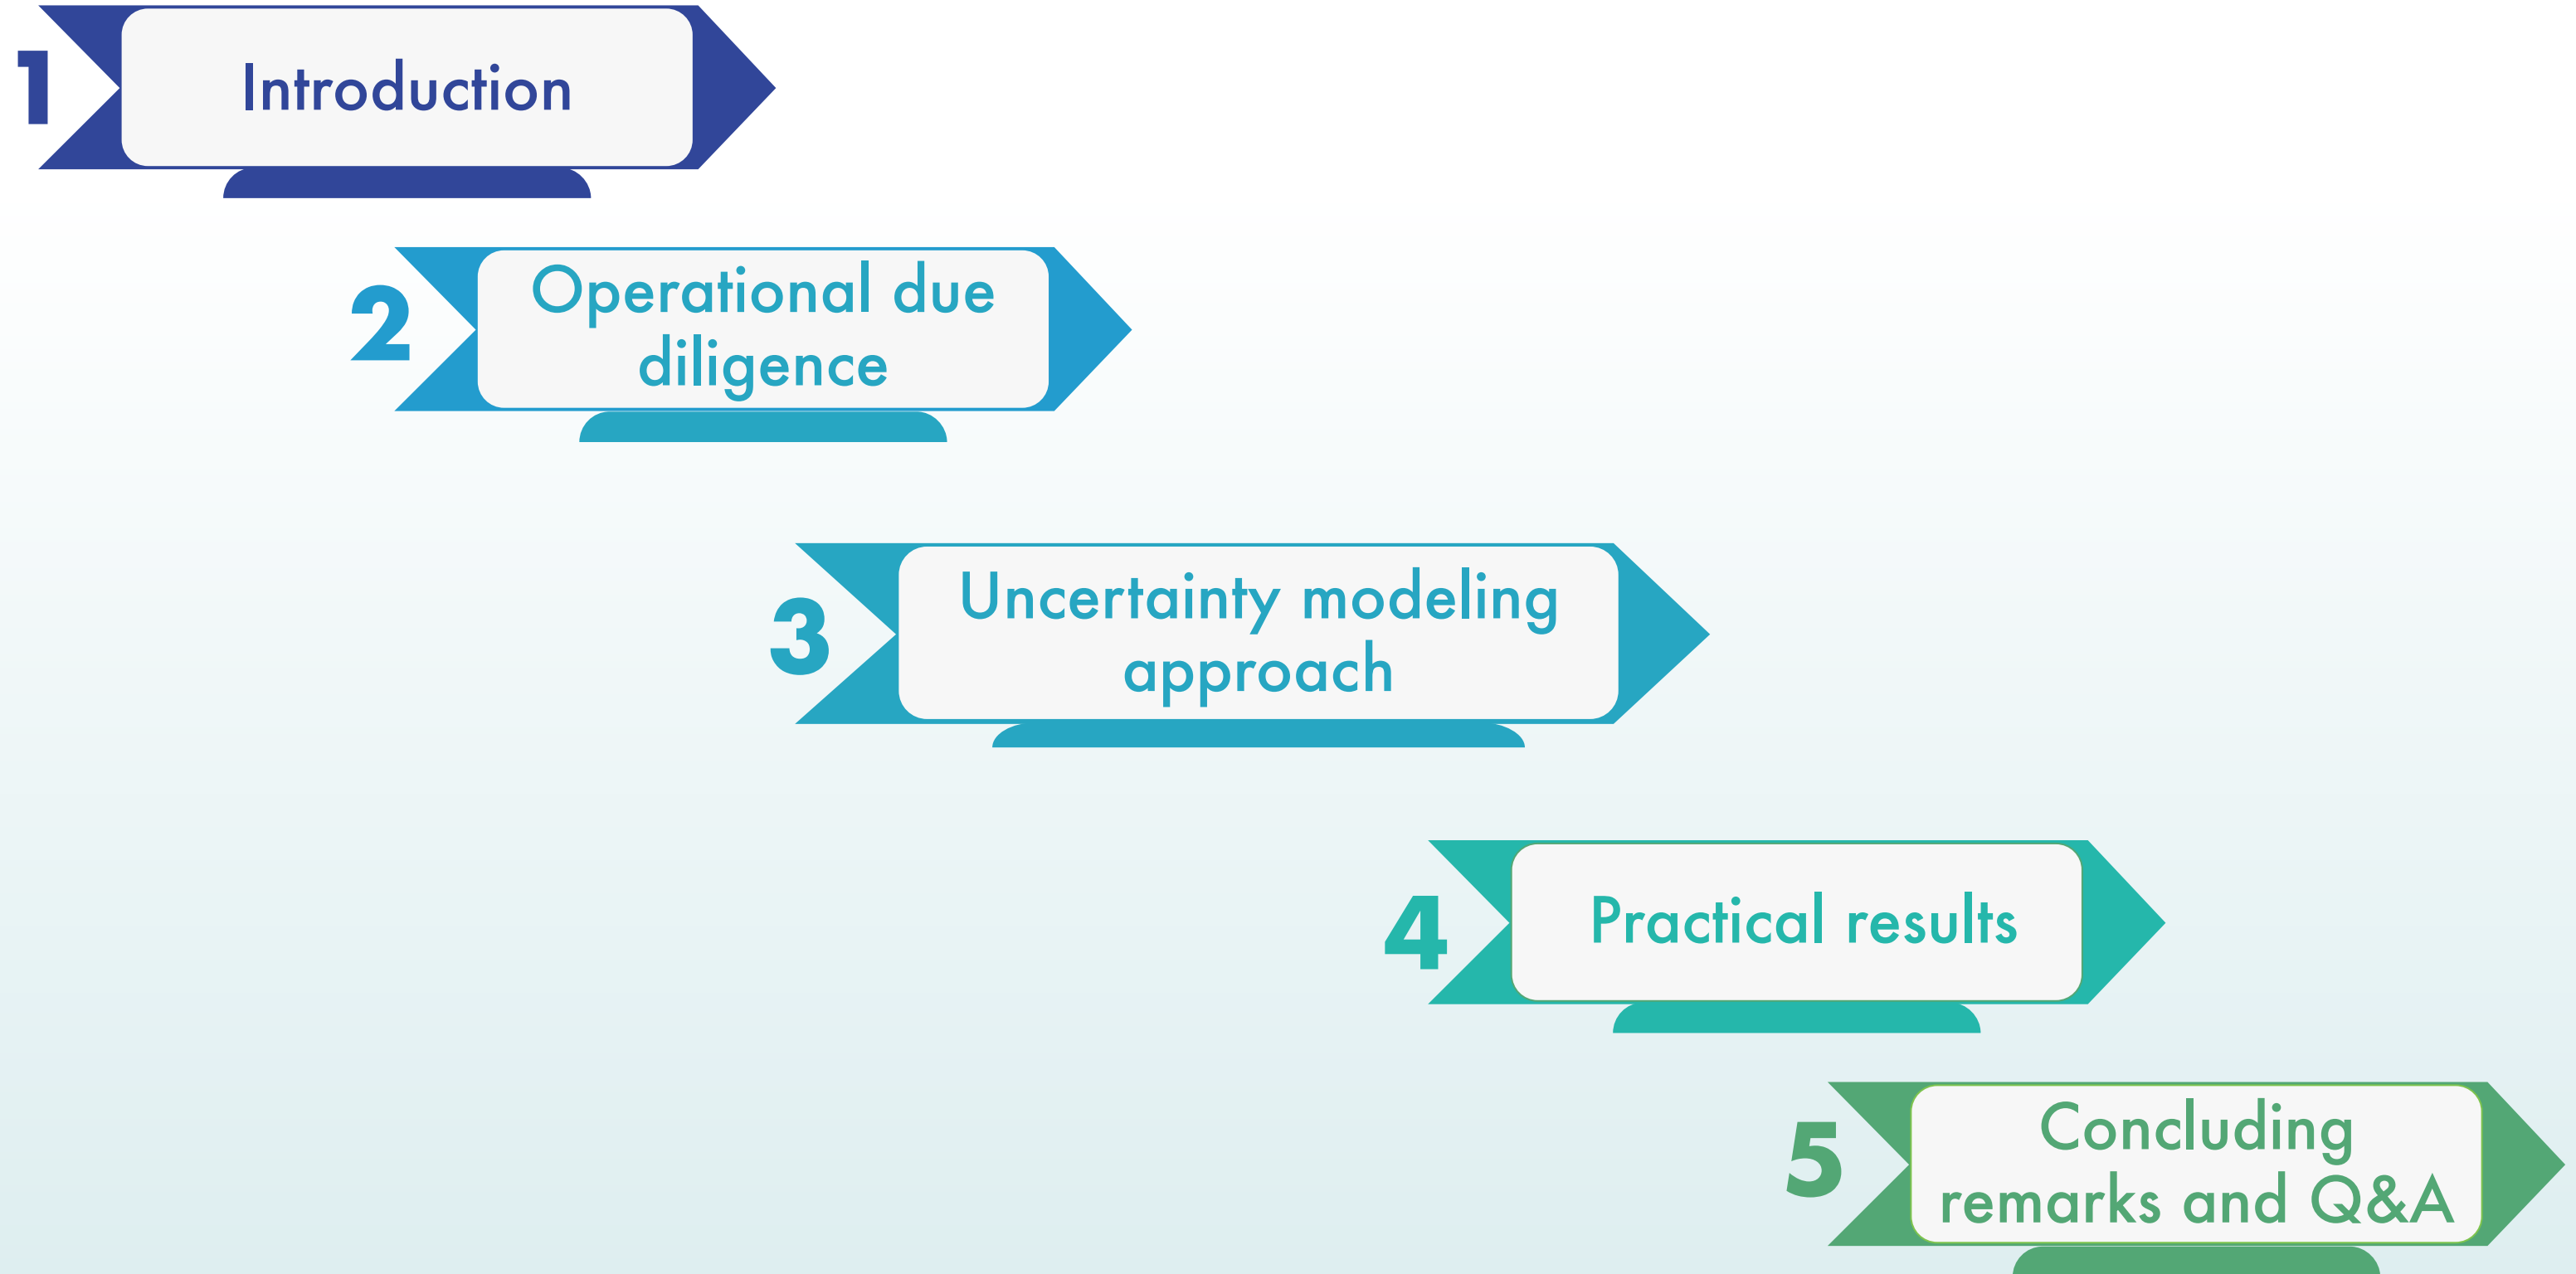 1
Introduction
2
Operational due
diligence
3
Uncertainty modeling
approach
4
Practical results
5
Concluding
remarks and Q&A